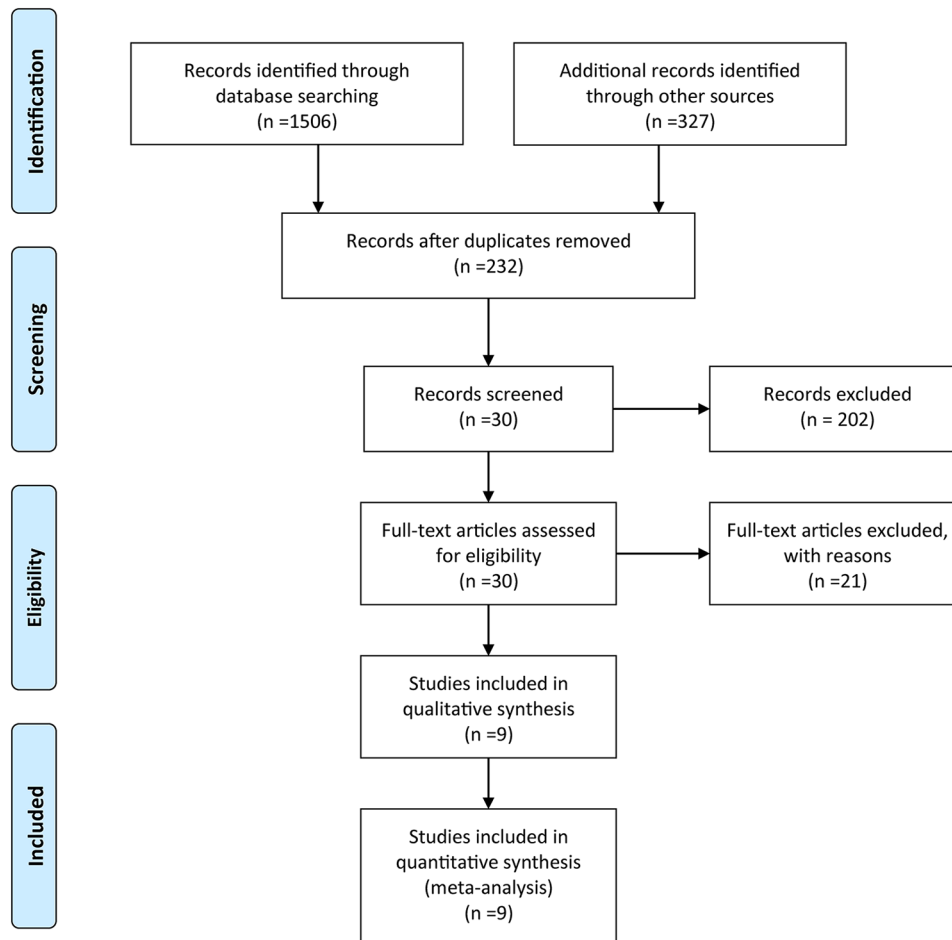 Identification
Records identified through
database searching
(n =1506)
Additional records identified
through other sources
(n =327)
Records after duplicates removed
(n =232)
Screening
Records screened
(n =30)
Records excluded
(n = 202)
Eligibility
Full-text articles assessed
for eligibility
(n =30)
Full-text articles excluded,
with reasons
(n =21)
Studies included in
qualitative synthesis
(n =9)
Included
Studies included in
quantitative synthesis
(meta-analysis)
(n =9)